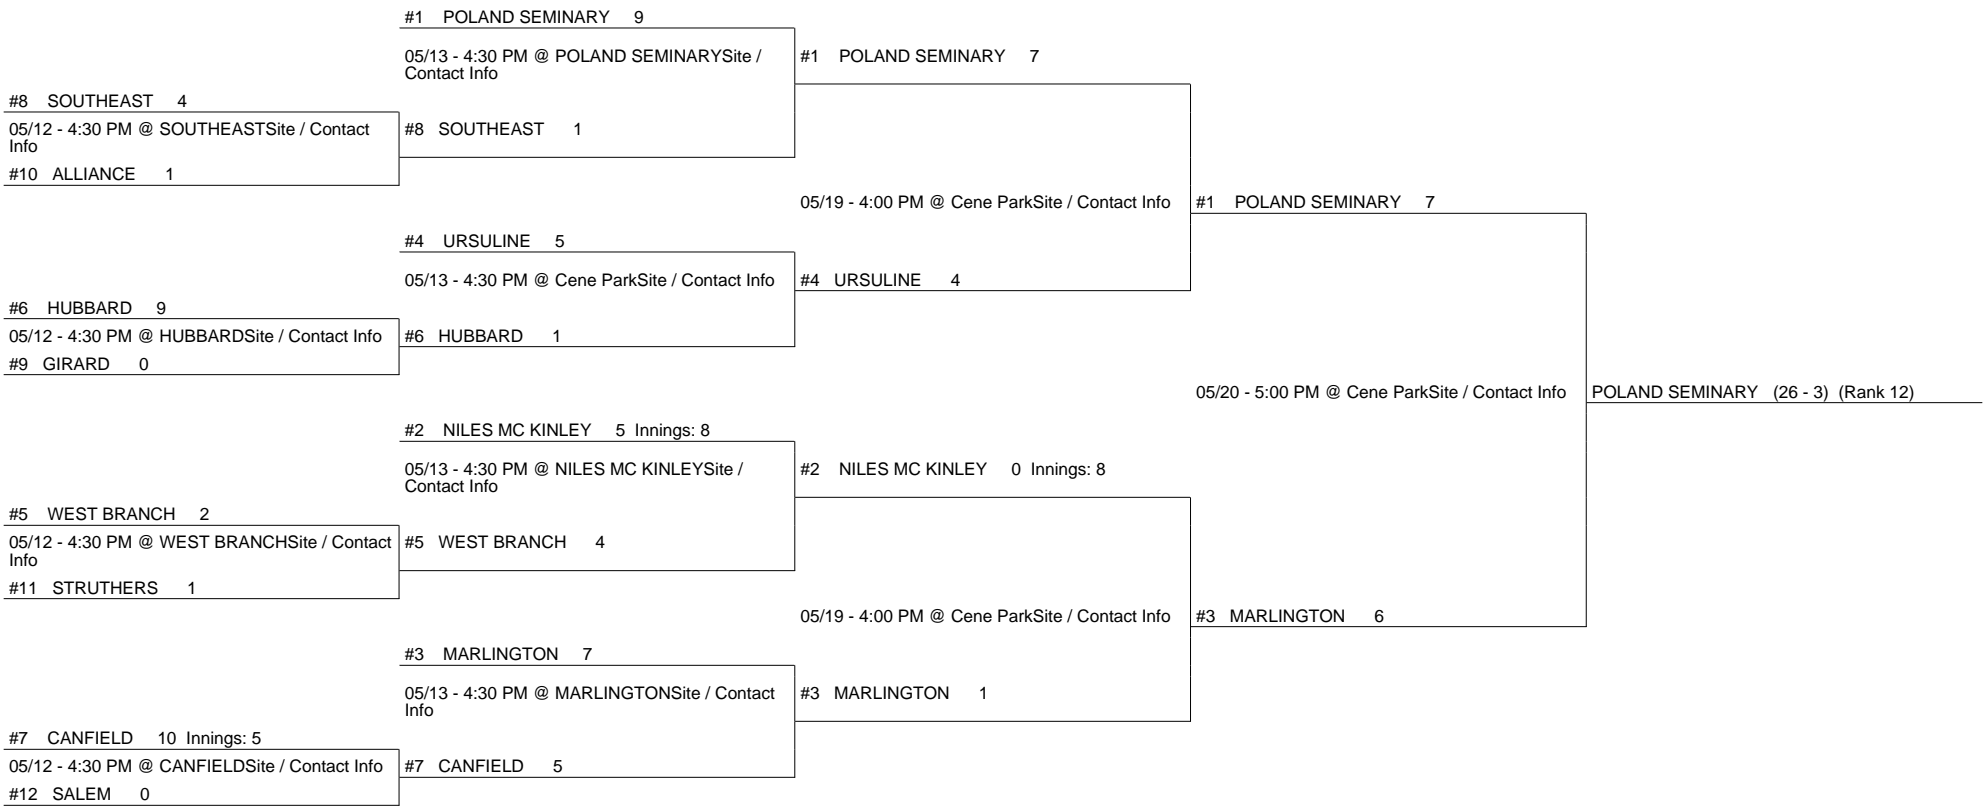 #1 POLAND SEMINARY 9
05/13 - 4:30 PM @ POLAND SEMINARYSite /
Contact Info
#1 POLAND SEMINARY 7
#8 SOUTHEAST 4
05/12 - 4:30 PM @ SOUTHEASTSite / Contact
Info
#8 SOUTHEAST 1
#10 ALLIANCE 1
05/19 - 4:00 PM @ Cene ParkSite / Contact Info
#1 POLAND SEMINARY 7
#4 URSULINE 5
05/13 - 4:30 PM @ Cene ParkSite / Contact Info
#4 URSULINE 4
#6 HUBBARD 9
05/12 - 4:30 PM @ HUBBARDSite / Contact Info
#6 HUBBARD 1
#9 GIRARD 0
05/20 - 5:00 PM @ Cene ParkSite / Contact Info
POLAND SEMINARY (26 - 3) (Rank 12)
#2 NILES MC KINLEY 5 Innings: 8
05/13 - 4:30 PM @ NILES MC KINLEYSite /
Contact Info
#2 NILES MC KINLEY 0 Innings: 8
#5 WEST BRANCH 2
05/12 - 4:30 PM @ WEST BRANCHSite / Contact
Info
#5 WEST BRANCH 4
#11 STRUTHERS 1
05/19 - 4:00 PM @ Cene ParkSite / Contact Info
#3 MARLINGTON 6
#3 MARLINGTON 7
05/13 - 4:30 PM @ MARLINGTONSite / Contact
Info
#3 MARLINGTON 1
#7 CANFIELD 10 Innings: 5
05/12 - 4:30 PM @ CANFIELDSite / Contact Info
#7 CANFIELD 5
#12 SALEM 0